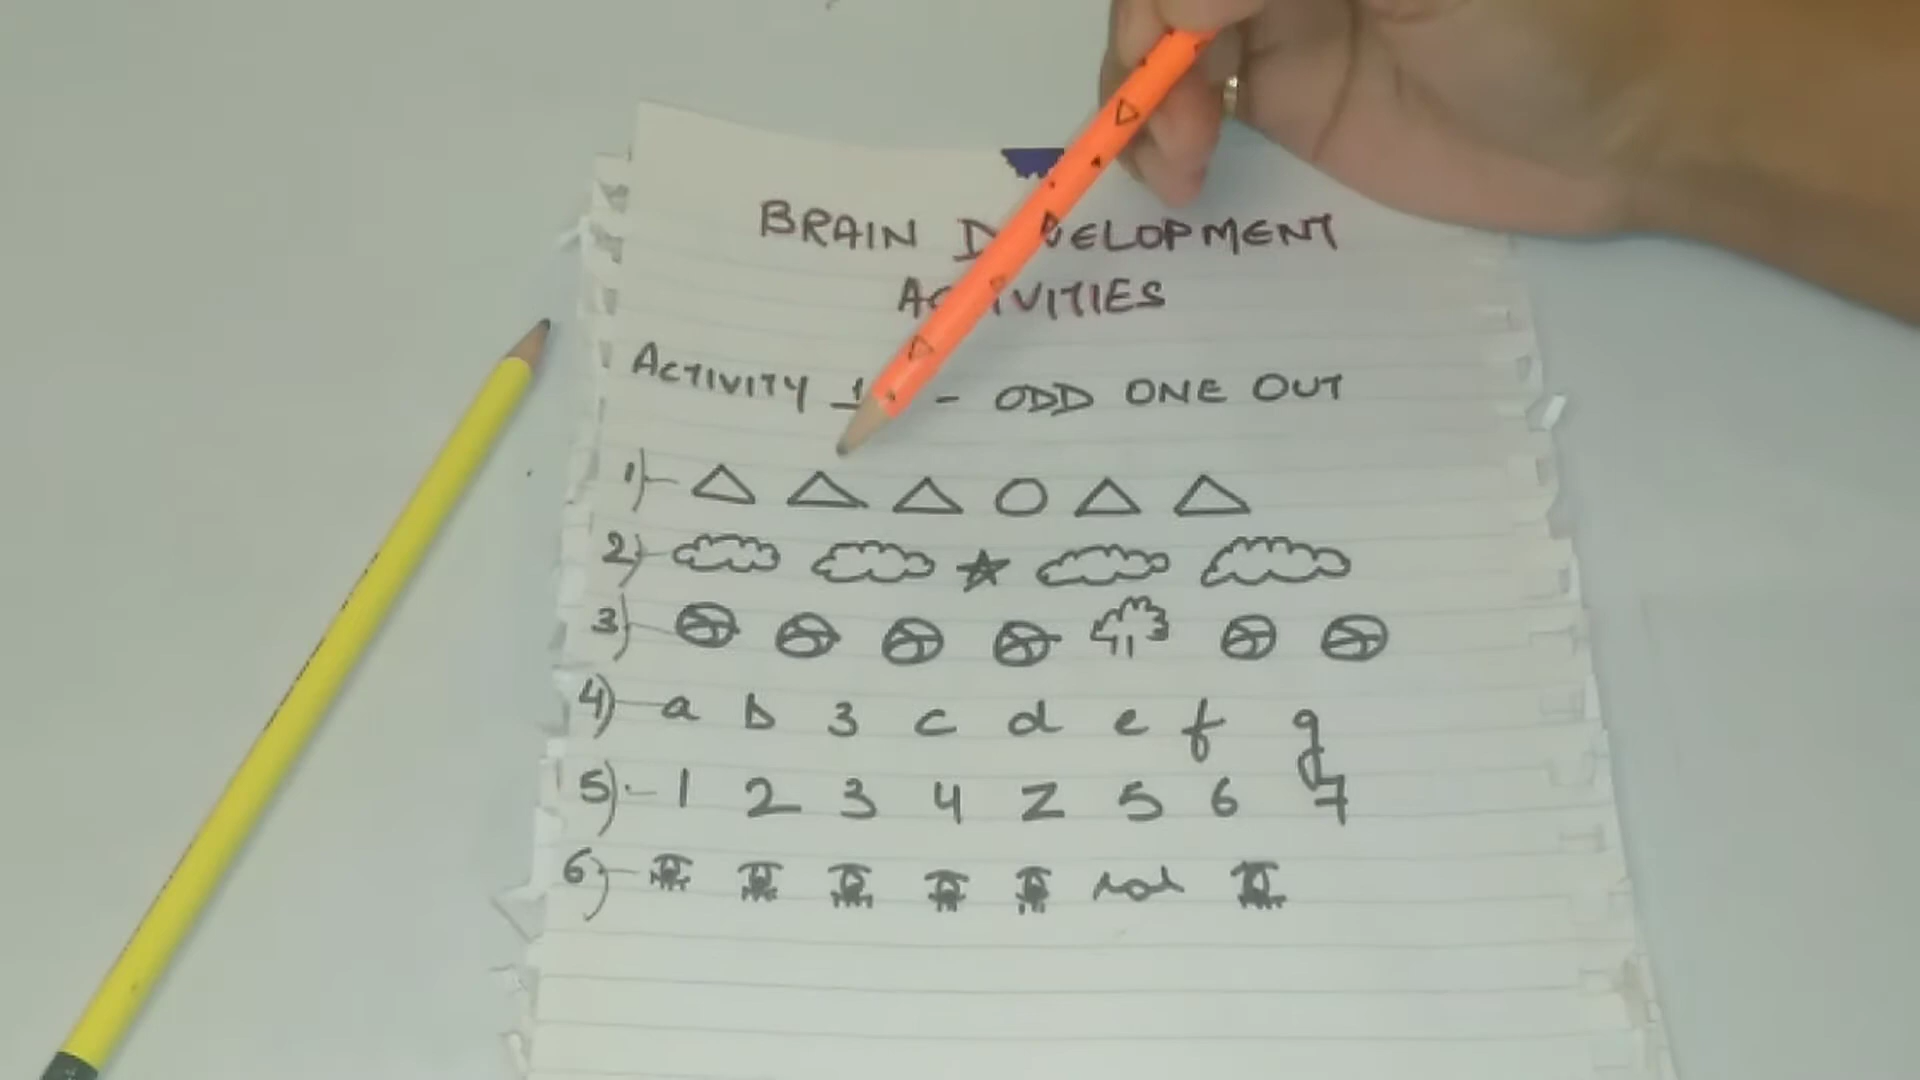 BRAIN DEVELOPMENT
ACTIVITIES
ACTIVITY 1 - ODD ONE OUT
1)
2)
3)
4) a b 3 c d e f g
5) 1 2 3 4 Z 5 6 7
6)